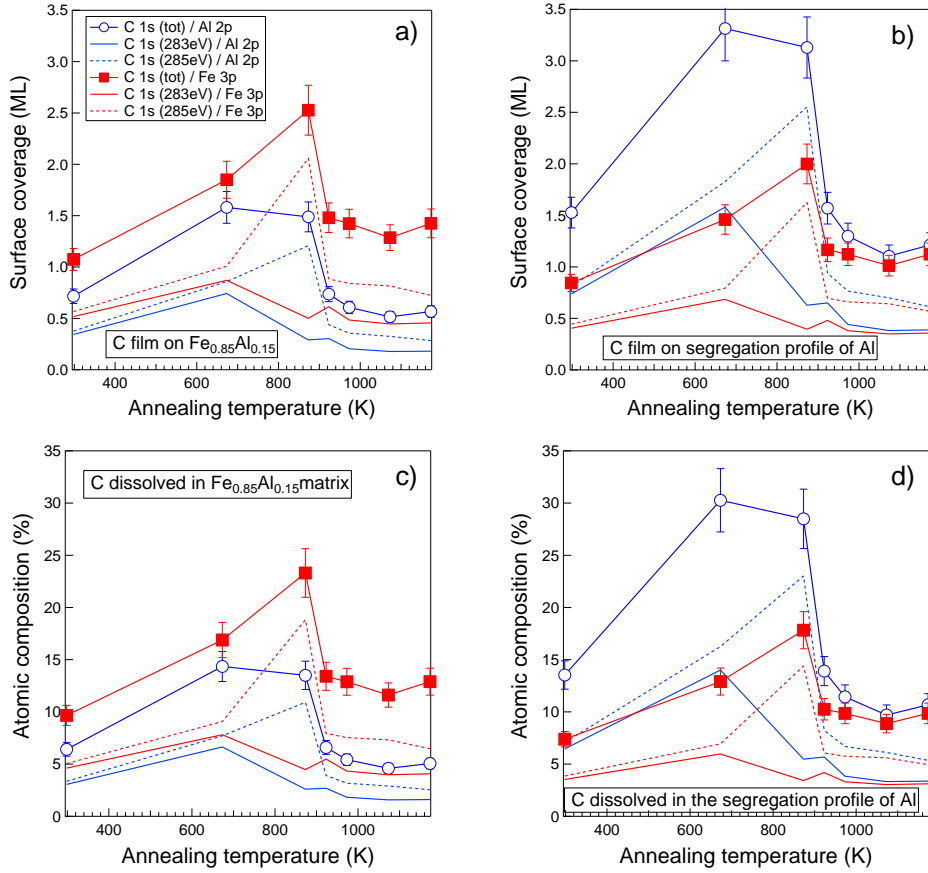 3.5
3.0
2.5
2.0
1.5
1.0
0.5
0.0
Surface coverage (ML)
C 1s (tot) / Al 2p
C 1s (283eV) / Al 2p
C 1s (285eV) / Al 2p
C 1s (tot) / Fe 3p
C 1s (283eV) / Fe 3p
C 1s (285eV) / Fe 3p
a)
C film on Fe0.85Al0.15
400 600 800 1000
Annealing temperature (K)
3.5
3.0
2.5
2.0
1.5
1.0
0.5
0.0
Surface coverage (ML)
b)
C film on segregation profile of Al
400 600 800 1000
Annealing temperature (K)
35
30
25
20
15
10
5
0
Atomic composition (%)
C dissolved in Fe0.85Al0.15matrix
c)
400 600 800 1000
Annealing temperature (K)
35
30
25
20
15
10
5
0
Atomic composition (%)
d)
C dissolved in the segregation profile of Al
400 600 800 1000
Annealing temperature (K)